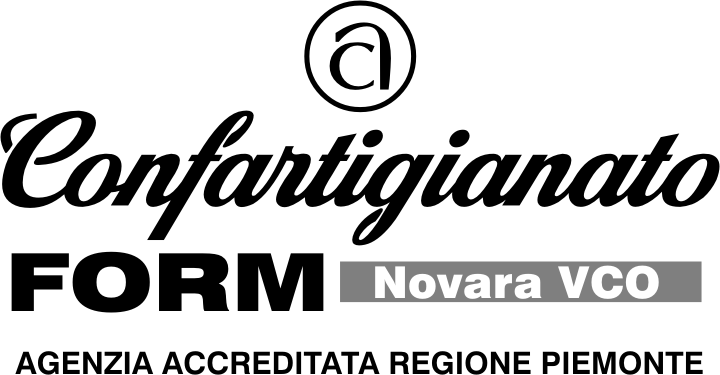 Confartigianato
FORM Novara VCO
AGENZIA ACCREDITATA REGIONE PIEMONTE